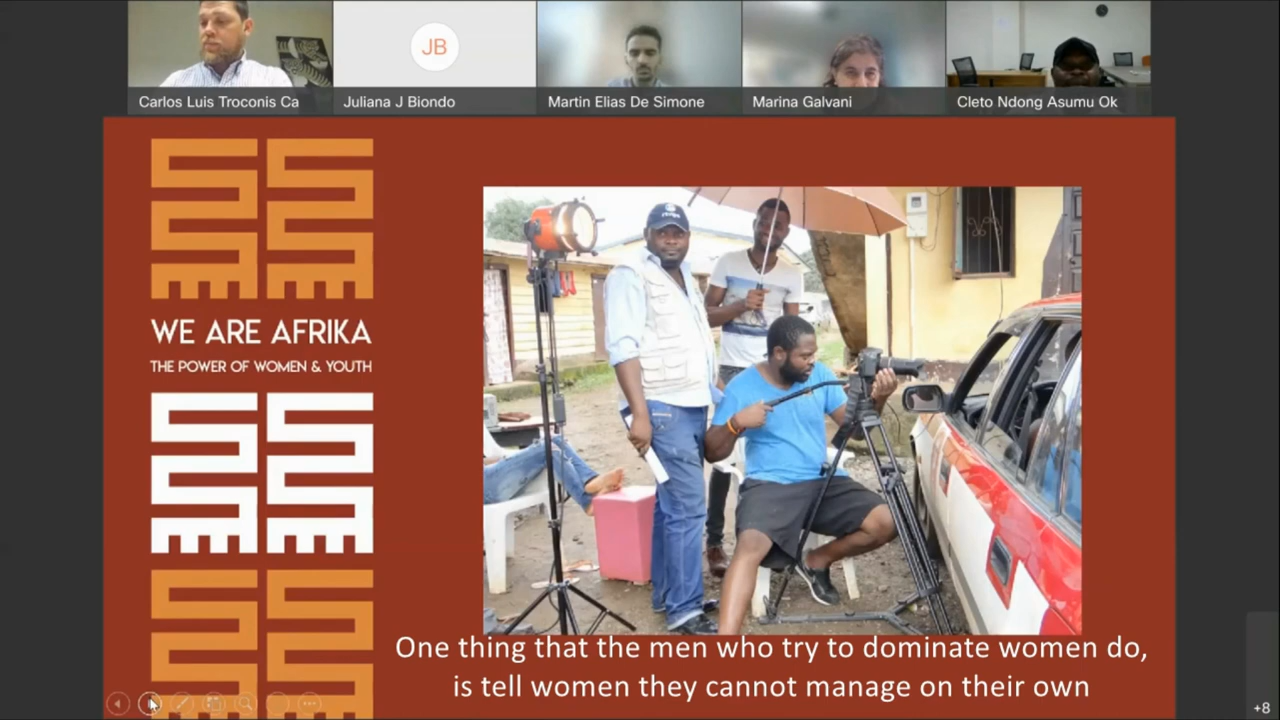 JB
Carlos Luis Troconis Ca
Juliana J Biondo
Martin Elias De Simone
Marina Galvani
Cleto Ndong Asumu Ok
WE ARE AFRIKA
THE POWER OF WOMEN & YOUTH
One thing that the men who try to dominate women do,
is tell women they cannot manage on their own
+8